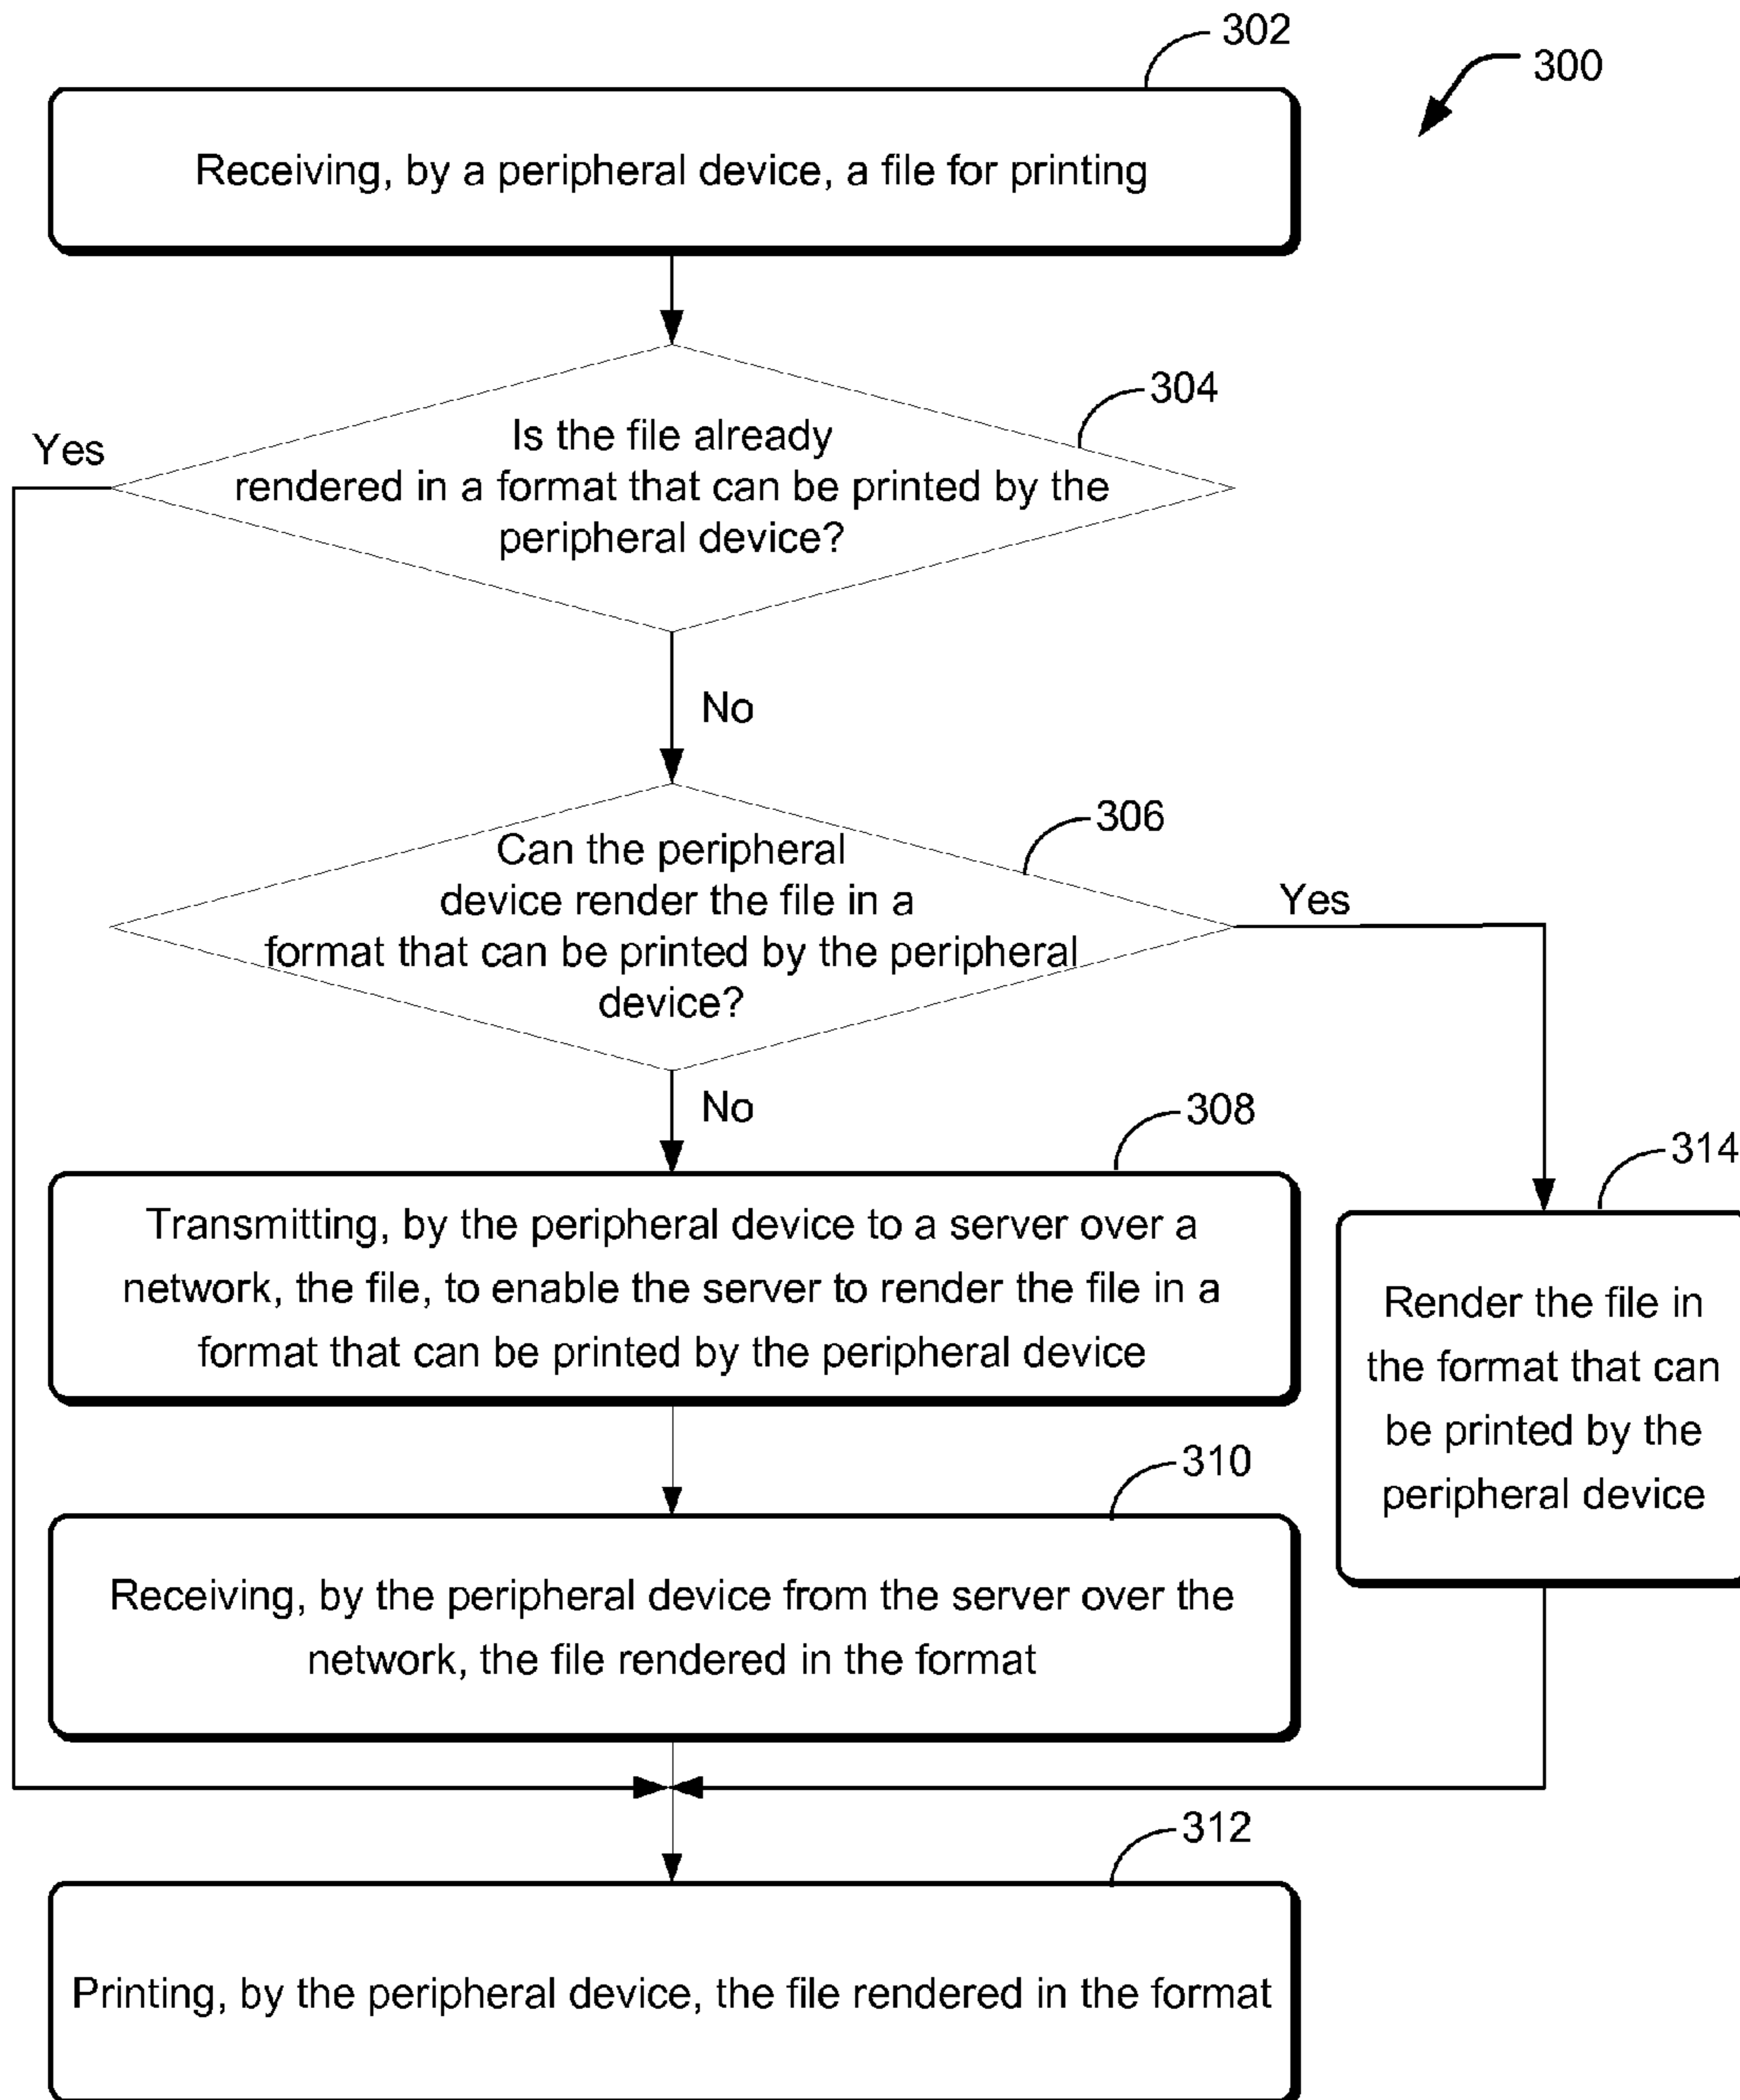 302
300
Receiving, by a peripheral device, a file for printing
304
Is the file already
rendered in a format that can be printed by the
peripheral device?
Yes
No
306
Can the peripheral
device render the file in a
format that can be printed by the peripheral
device?
Yes
No
308
Transmitting, by the peripheral device to a server over a
network, the file, to enable the server to render the file in a
format that can be printed by the peripheral device
314
Render the file in
the format that can
be printed by the
peripheral device
310
Receiving, by the peripheral device from the server over the
network, the file rendered in the format
312
Printing, by the peripheral device, the file rendered in the format